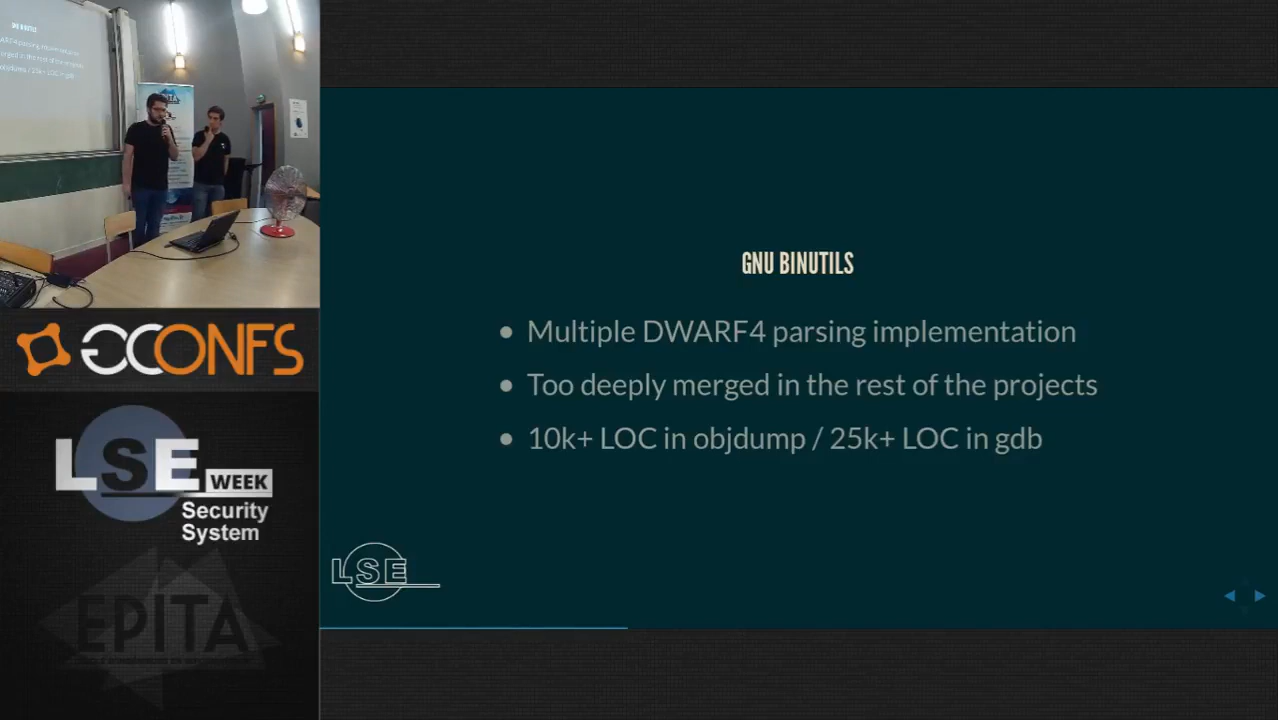 GNU BINUTILS
Multiple DWARF4 parsing implementation
Too deeply merged in the rest of the projects
10k+ LOC in objdump / 25k+ LOC in gdb
LSE
GCONFS
LSE WEEK
Security
System
EPITA